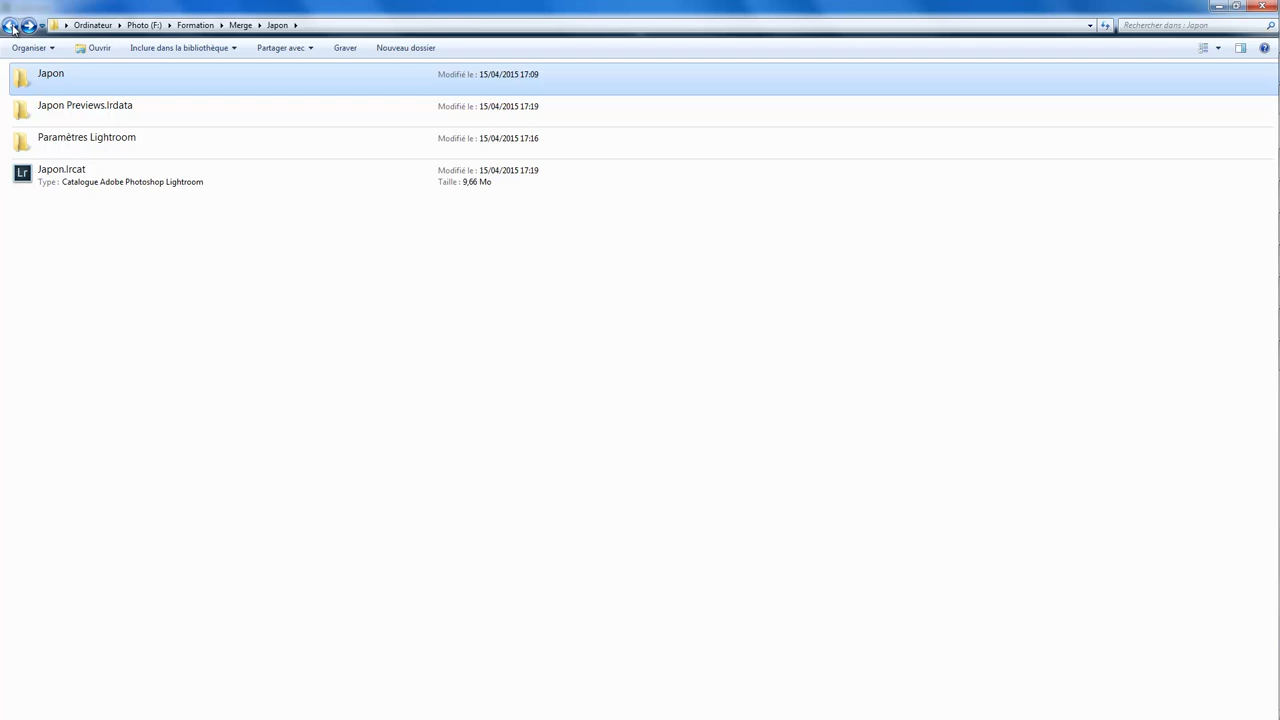 Ordinateur Photo (F:) Formation Merge Japon Rechercher dans : Japon
Organiser Ouvrir Inclure dans la bibliothèque Partager avec Graver Nouveau dossier
Japon Modifié le : 15/04/2015 17:09
Japon Previews.lrdata Modifié le : 15/04/2015 17:19
Paramètres Lightroom Modifié le : 15/04/2015 17:16
Lr Japon.lrcat Modifié le : 15/04/2015 17:19
Type : Catalogue Adobe Photoshop Lightroom Taille : 9,66 Mo